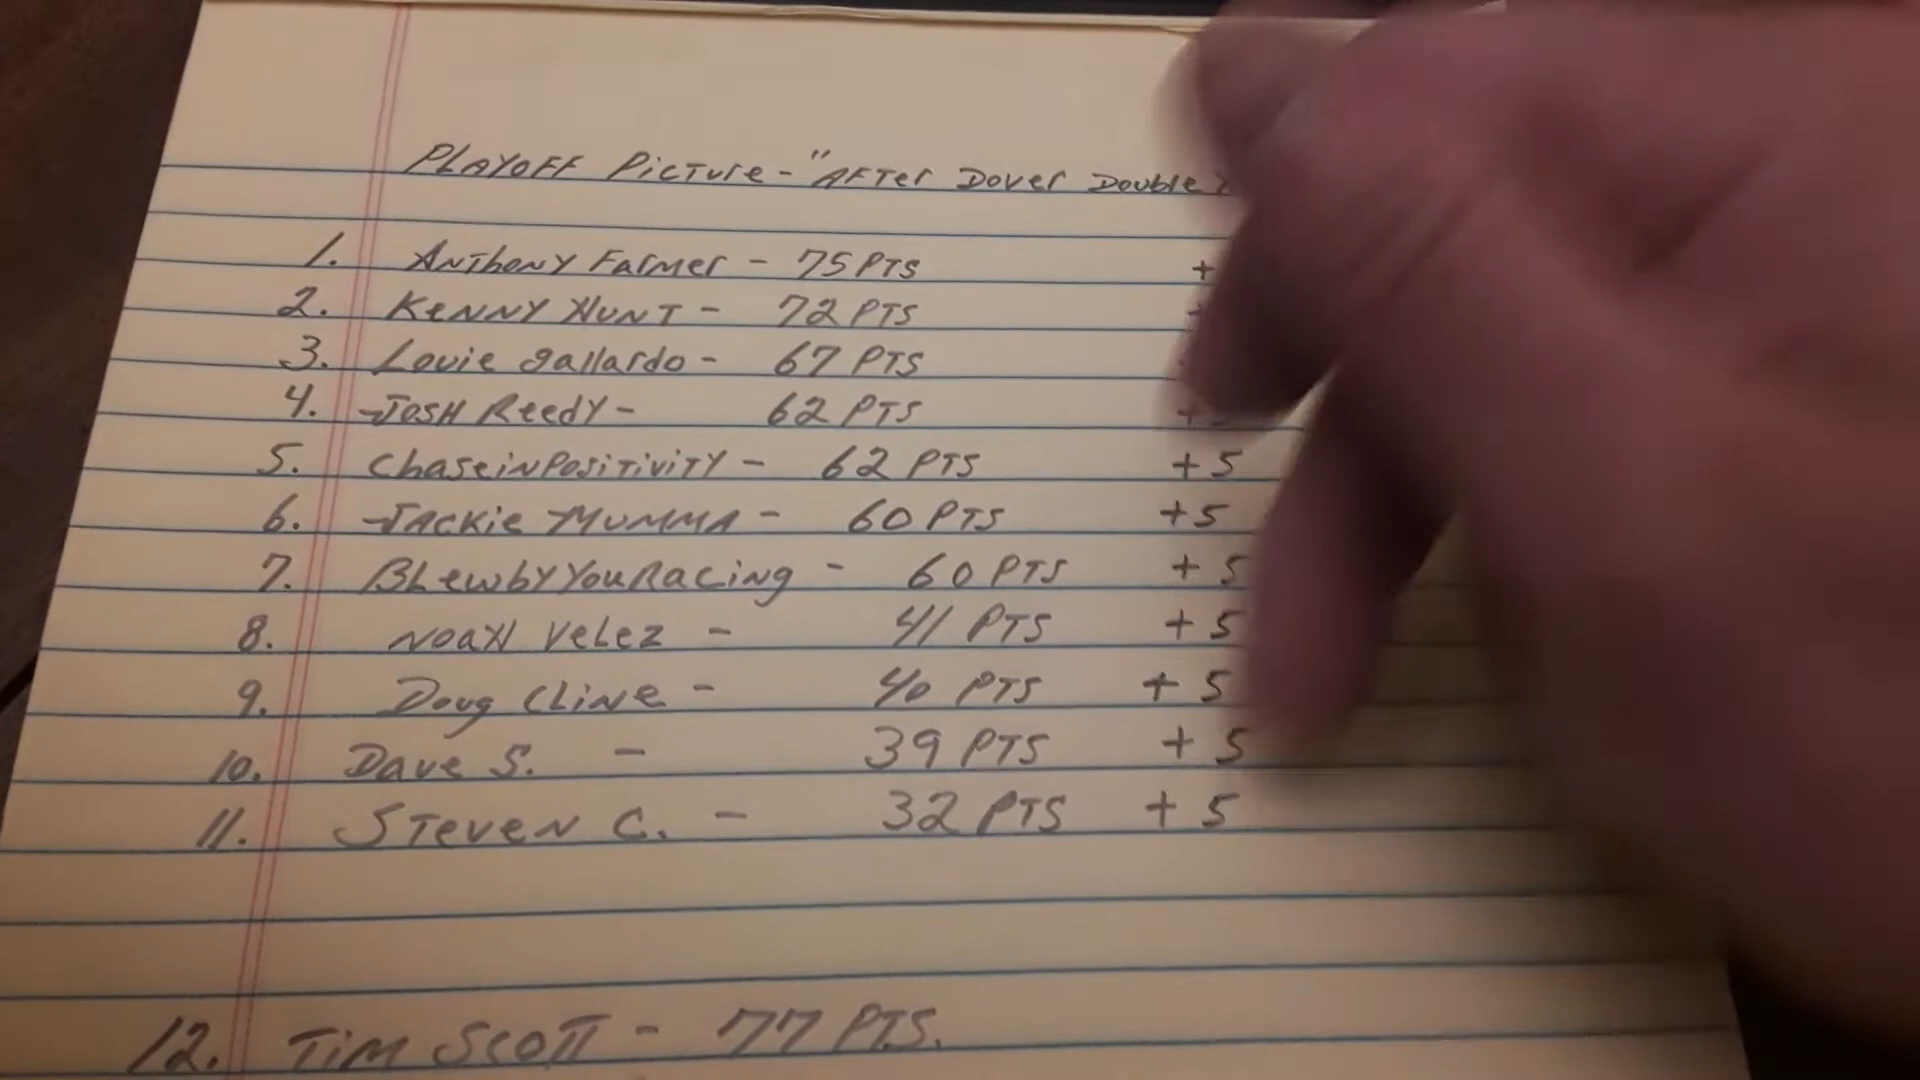 PLAYOFF PICTURE - "AFTER DOVER DOUBLE
1. ANTHONY FARMER - 75 PTS +
2. KENNY HUNT - 72 PTS
3. Louie gallardo - 67 PTS
4. JOSH Reedy - 62 PTS +
5. ChaseinPositivity - 62 PTS +5
6. JACKIE MUMMA - 60 PTS +5
7. BLewbyYouRacing - 60 PTS +5
8. NOAH VELEZ - 41 PTS +5
9. Doug CLINE - 40 PTS +5
10. Dave S. - 39 PTS +5
11. STEVEN C. - 32 PTS +5
12. TIM SCOTT - 77 PTS.